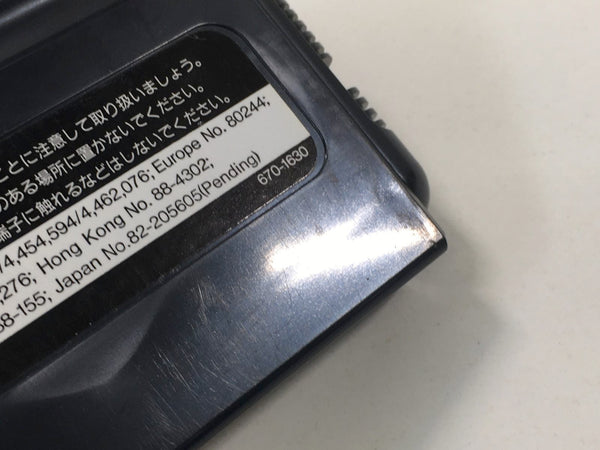 ことに注意して取り扱いましょう。
のある場所に置かないでください。
端子に触れるなどはしないでください。
4,454,594/4,462,076: Europe No. 80244;
,276; Hong Kong No. 88-4302;
8-155; Japan No.82-205605(Pending)
670-1630